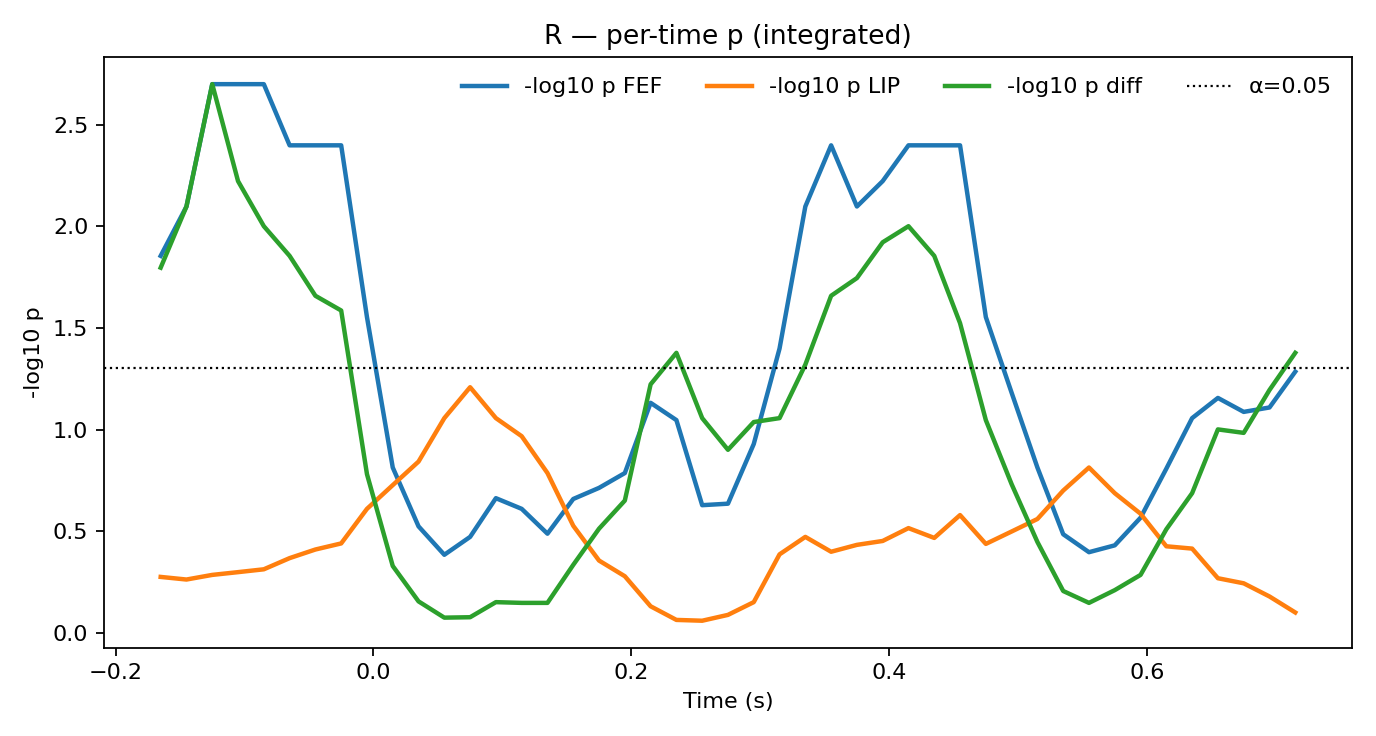 R — per-time p (integrated)
-log10 p FEF -log10 p LIP -log10 p diff α=0.05
-log10 p
2.5
2.0
1.5
1.0
0.5
0.0
−0.2 0.0 0.2 0.4 0.6
Time (s)